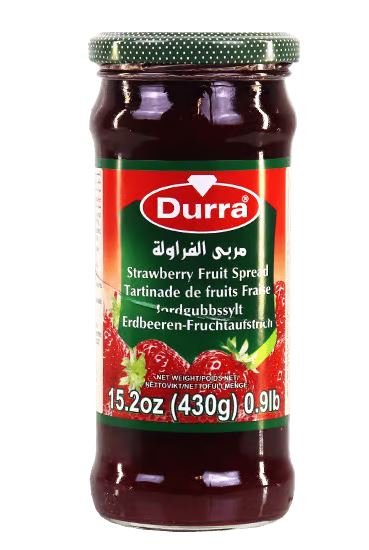 Durra®
مربى الفراولة
Strawberry Fruit Spread
Tartinade de fruits Fraise
Jordgubbssylt
Erdbeeren-Fruchtaufstrich
NET WEIGHT/POIDS NET/
NETTOVIKT/NETTOFÜLLMENGE
15.2oz (430g) 0.9lb